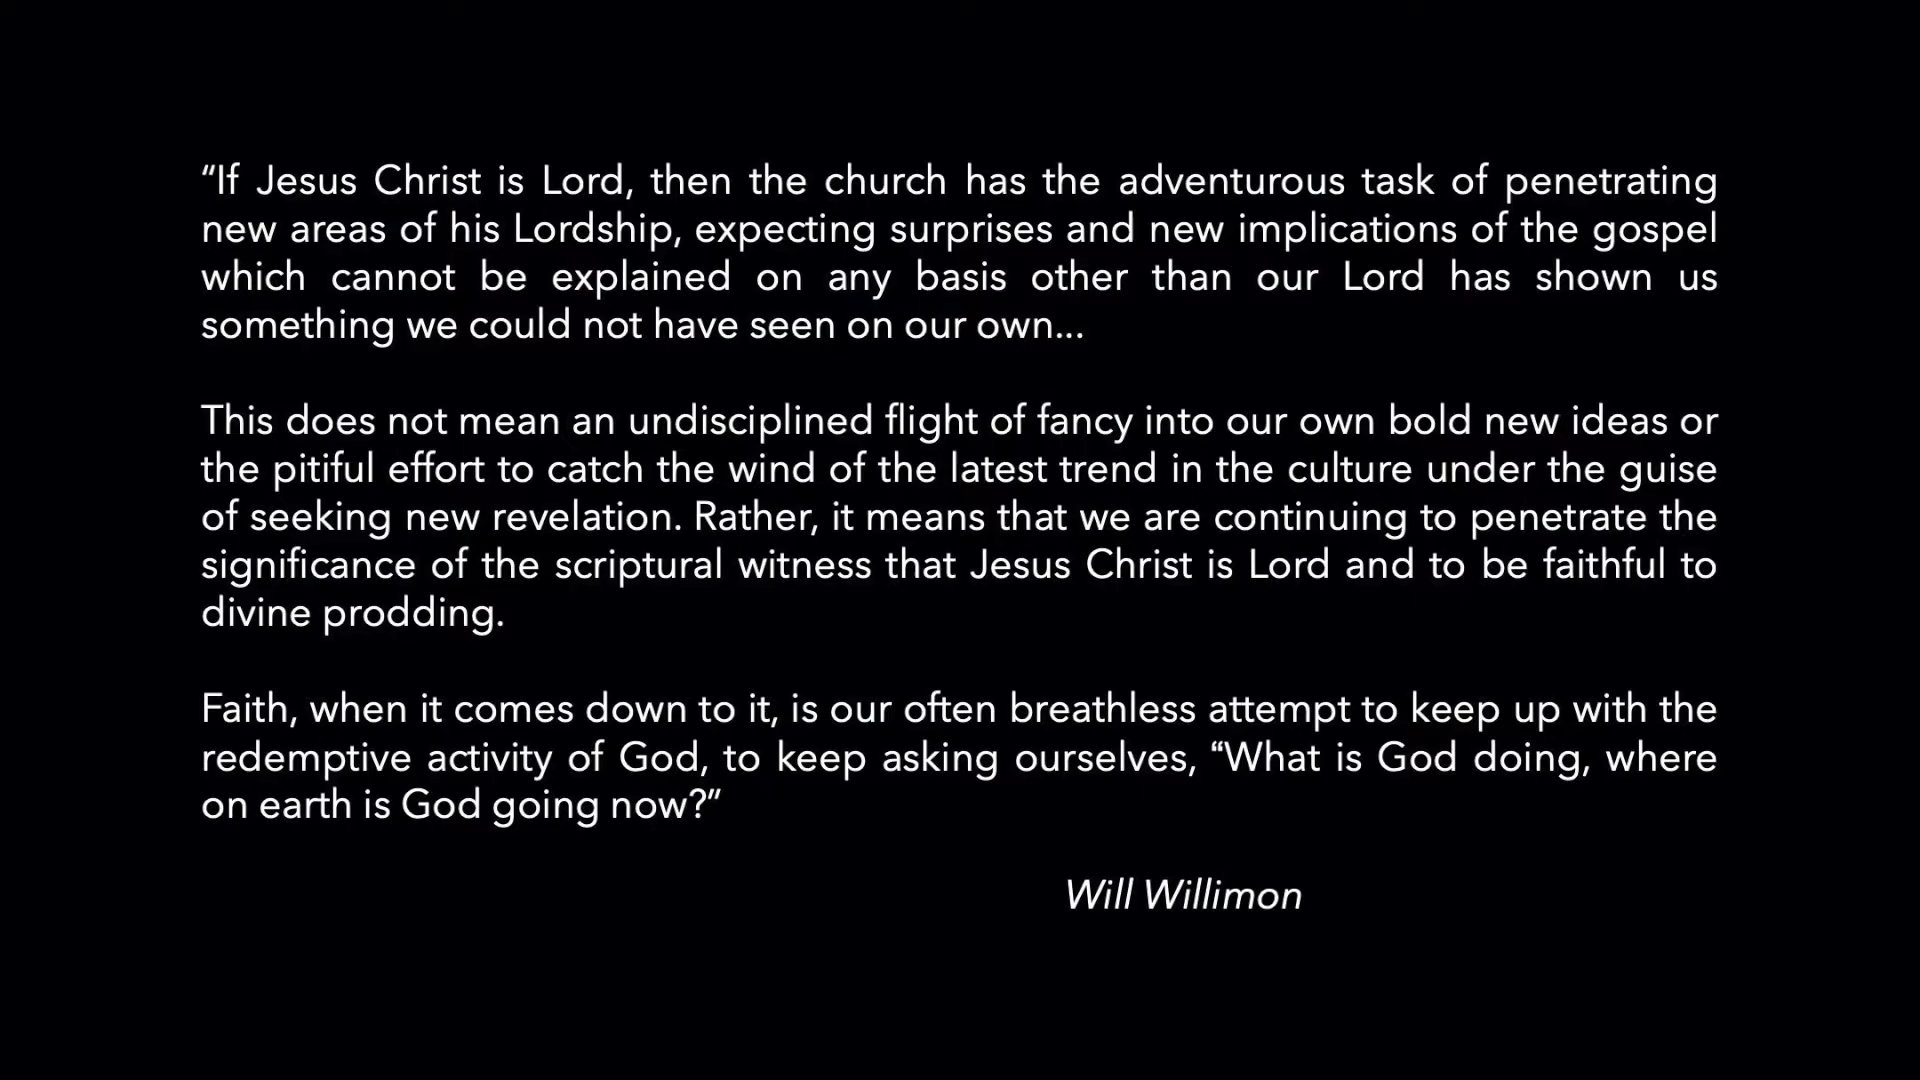 “If Jesus Christ is Lord, then the church has the adventurous task of penetrating
new areas of his Lordship, expecting surprises and new implications of the gospel
which cannot be explained on any basis other than our Lord has shown us
something we could not have seen on our own...
This does not mean an undisciplined flight of fancy into our own bold new ideas or
the pitiful effort to catch the wind of the latest trend in the culture under the guise
of seeking new revelation. Rather, it means that we are continuing to penetrate the
significance of the scriptural witness that Jesus Christ is Lord and to be faithful to
divine prodding.
Faith, when it comes down to it, is our often breathless attempt to keep up with the
redemptive activity of God, to keep asking ourselves, “What is God doing, where
on earth is God going now?”
Will Willimon